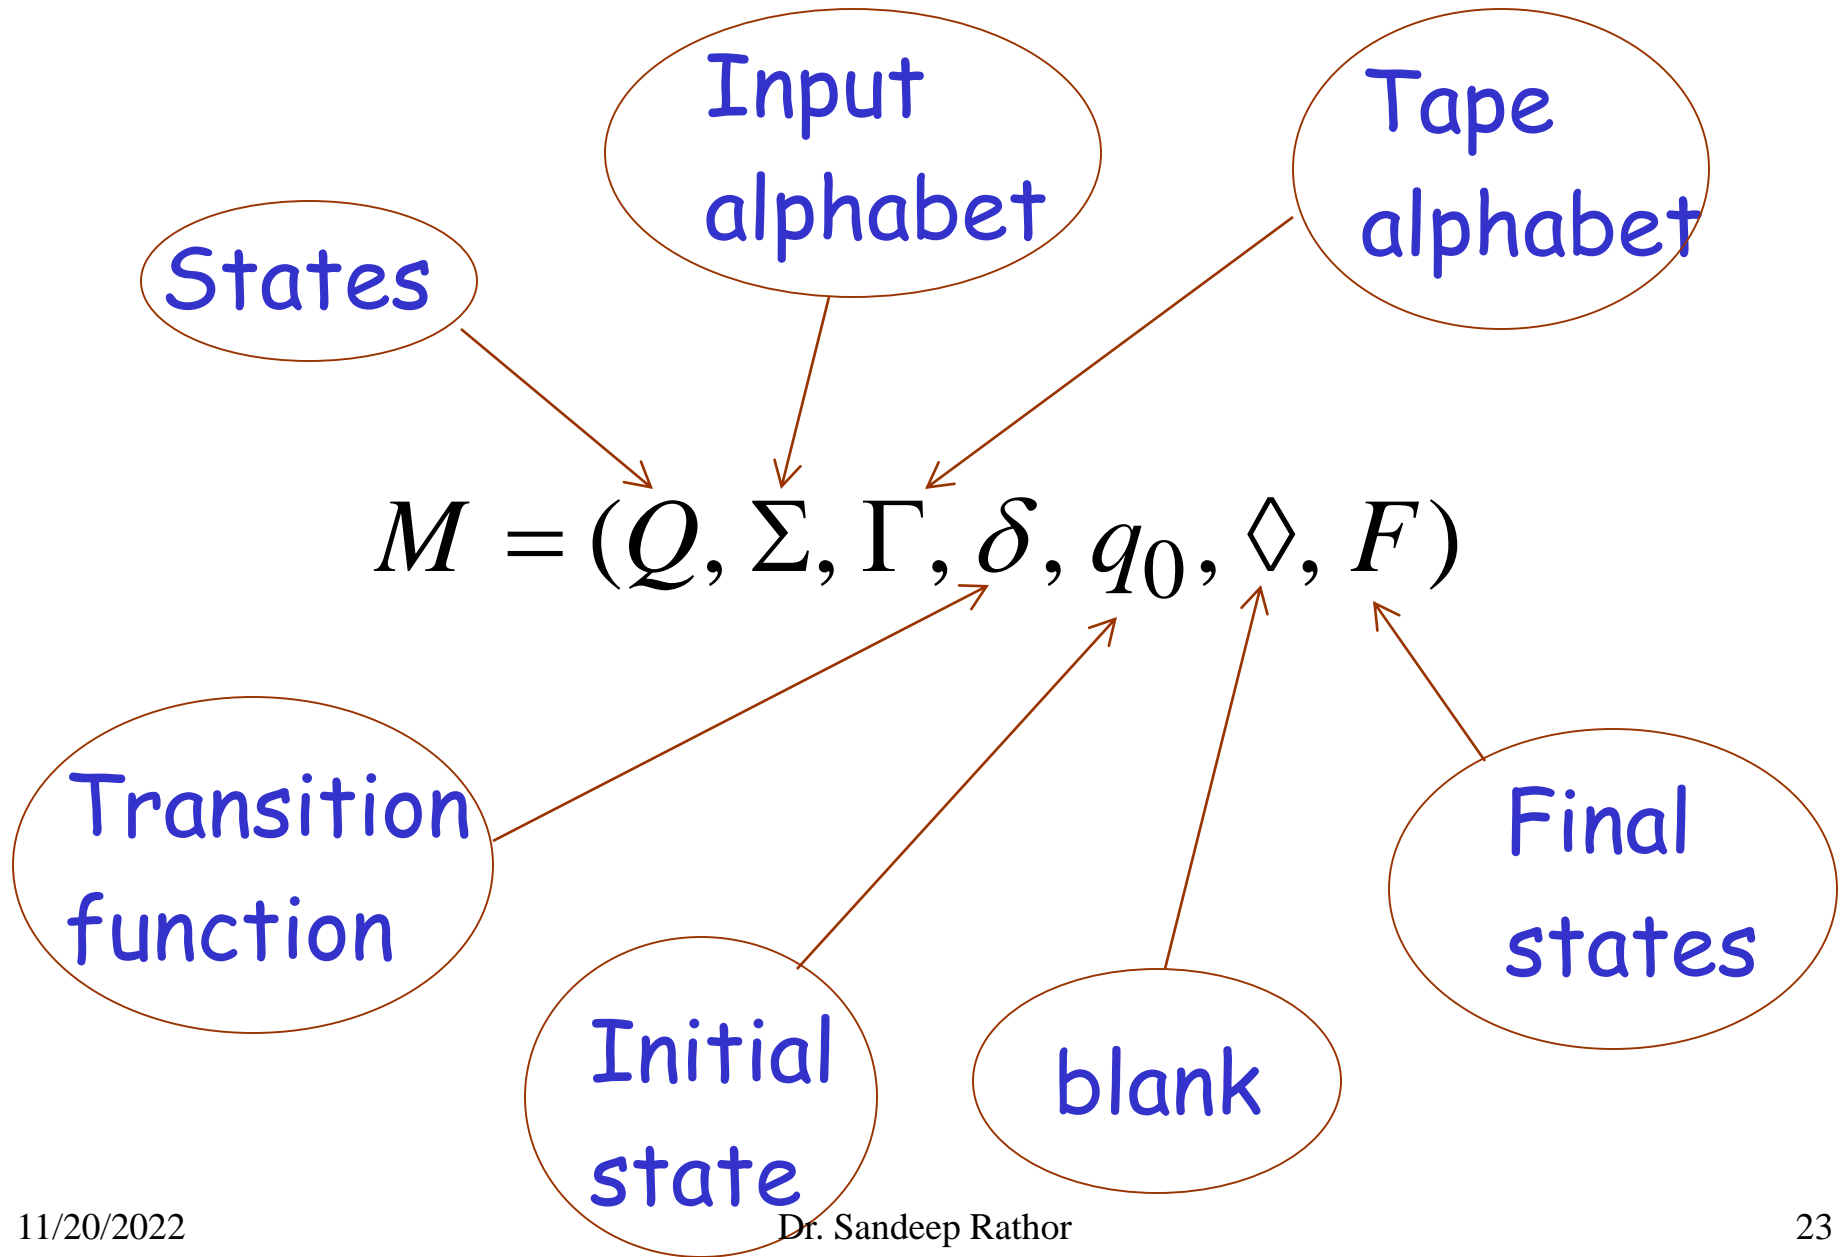 Input
alphabet
Tape
alphabet
States
M = (Q, Σ, Γ, δ, q₀, ◊, F)
Transition
function
Initial
state
blank
Final
states
11/20/2022
Dr. Sandeep Rathor
23